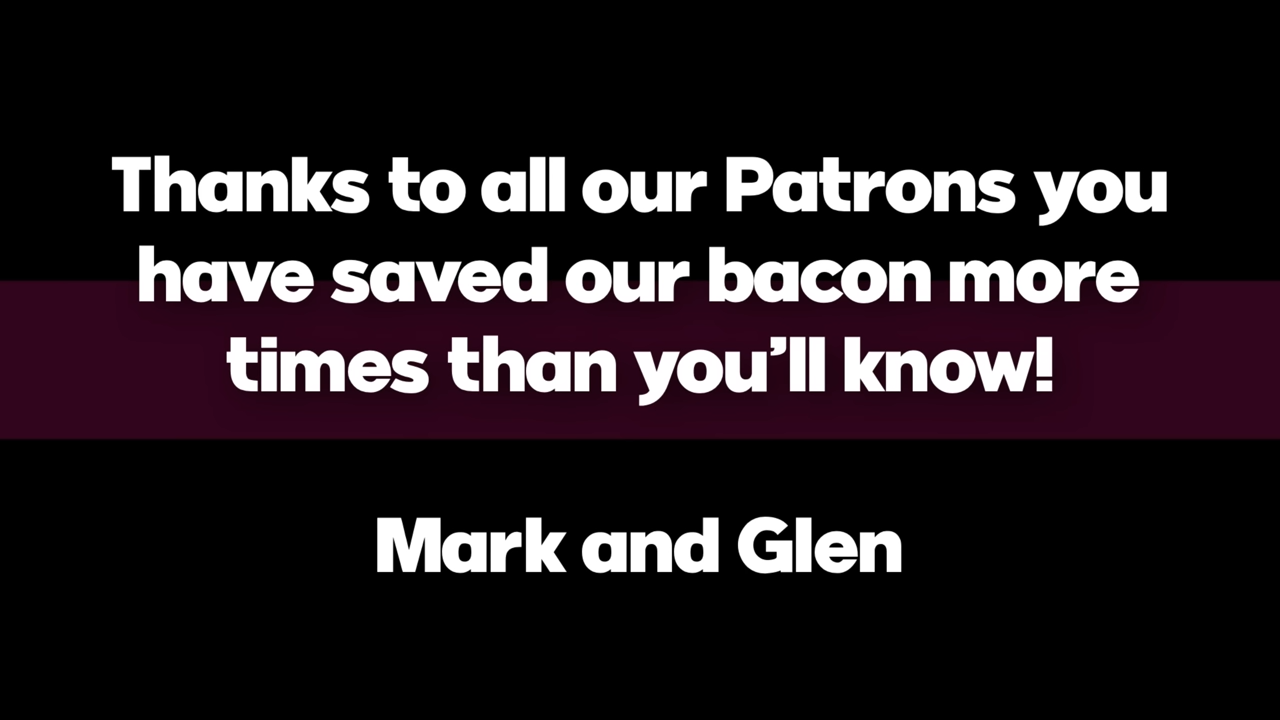 Thanks to all our Patrons you
have saved our bacon more
times than you’ll know!
Mark and Glen